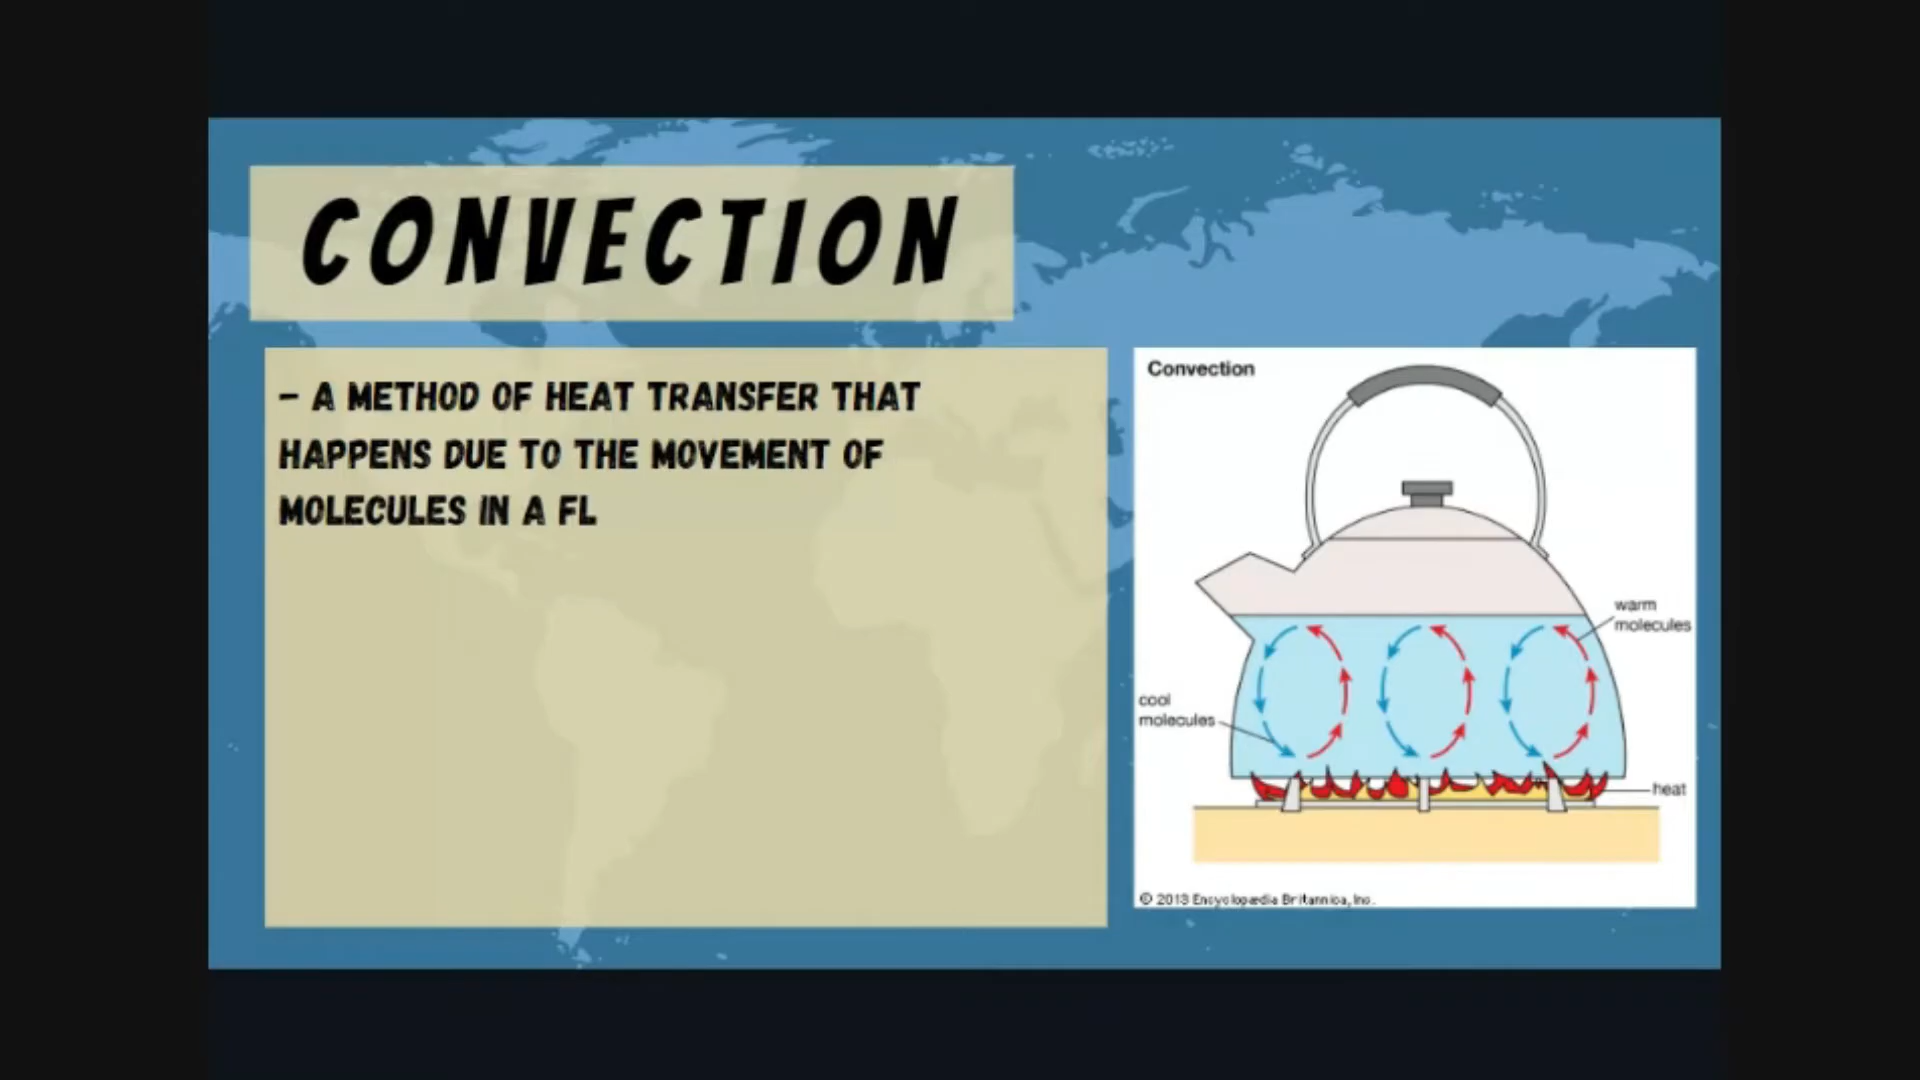 CONVECTION
- A METHOD OF HEAT TRANSFER THAT
HAPPENS DUE TO THE MOVEMENT OF
MOLECULES IN A FL
Convection
warm
molecules
cool
molecules
heat
© 2013 Encyclopædia Britannica, Inc.